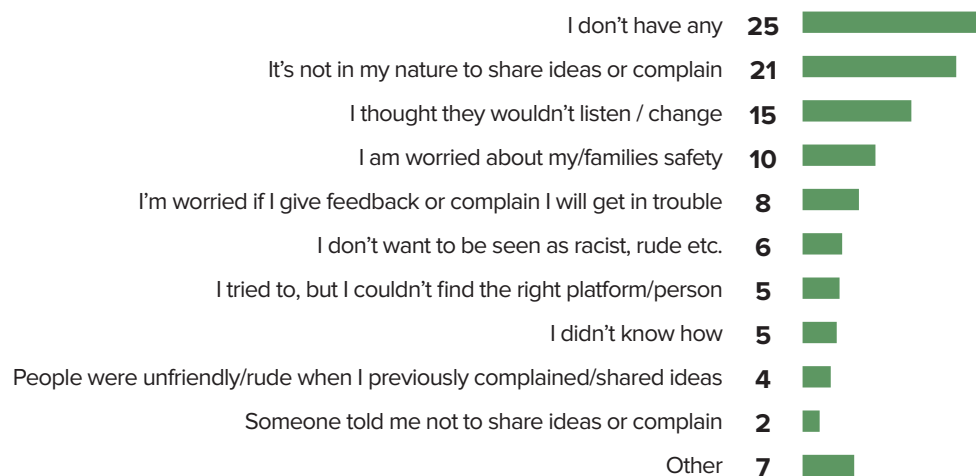 I don't have any 25
It's not in my nature to share ideas or complain 21
I thought they wouldn't listen / change 15
I am worried about my/families safety 10
I'm worried if I give feedback or complain I will get in trouble 8
I don't want to be seen as racist, rude etc. 6
I tried to, but I couldn't find the right platform/person 5
I didn't know how 5
People were unfriendly/rude when I previously complained/shared ideas 4
Someone told me not to share ideas or complain 2
Other 7